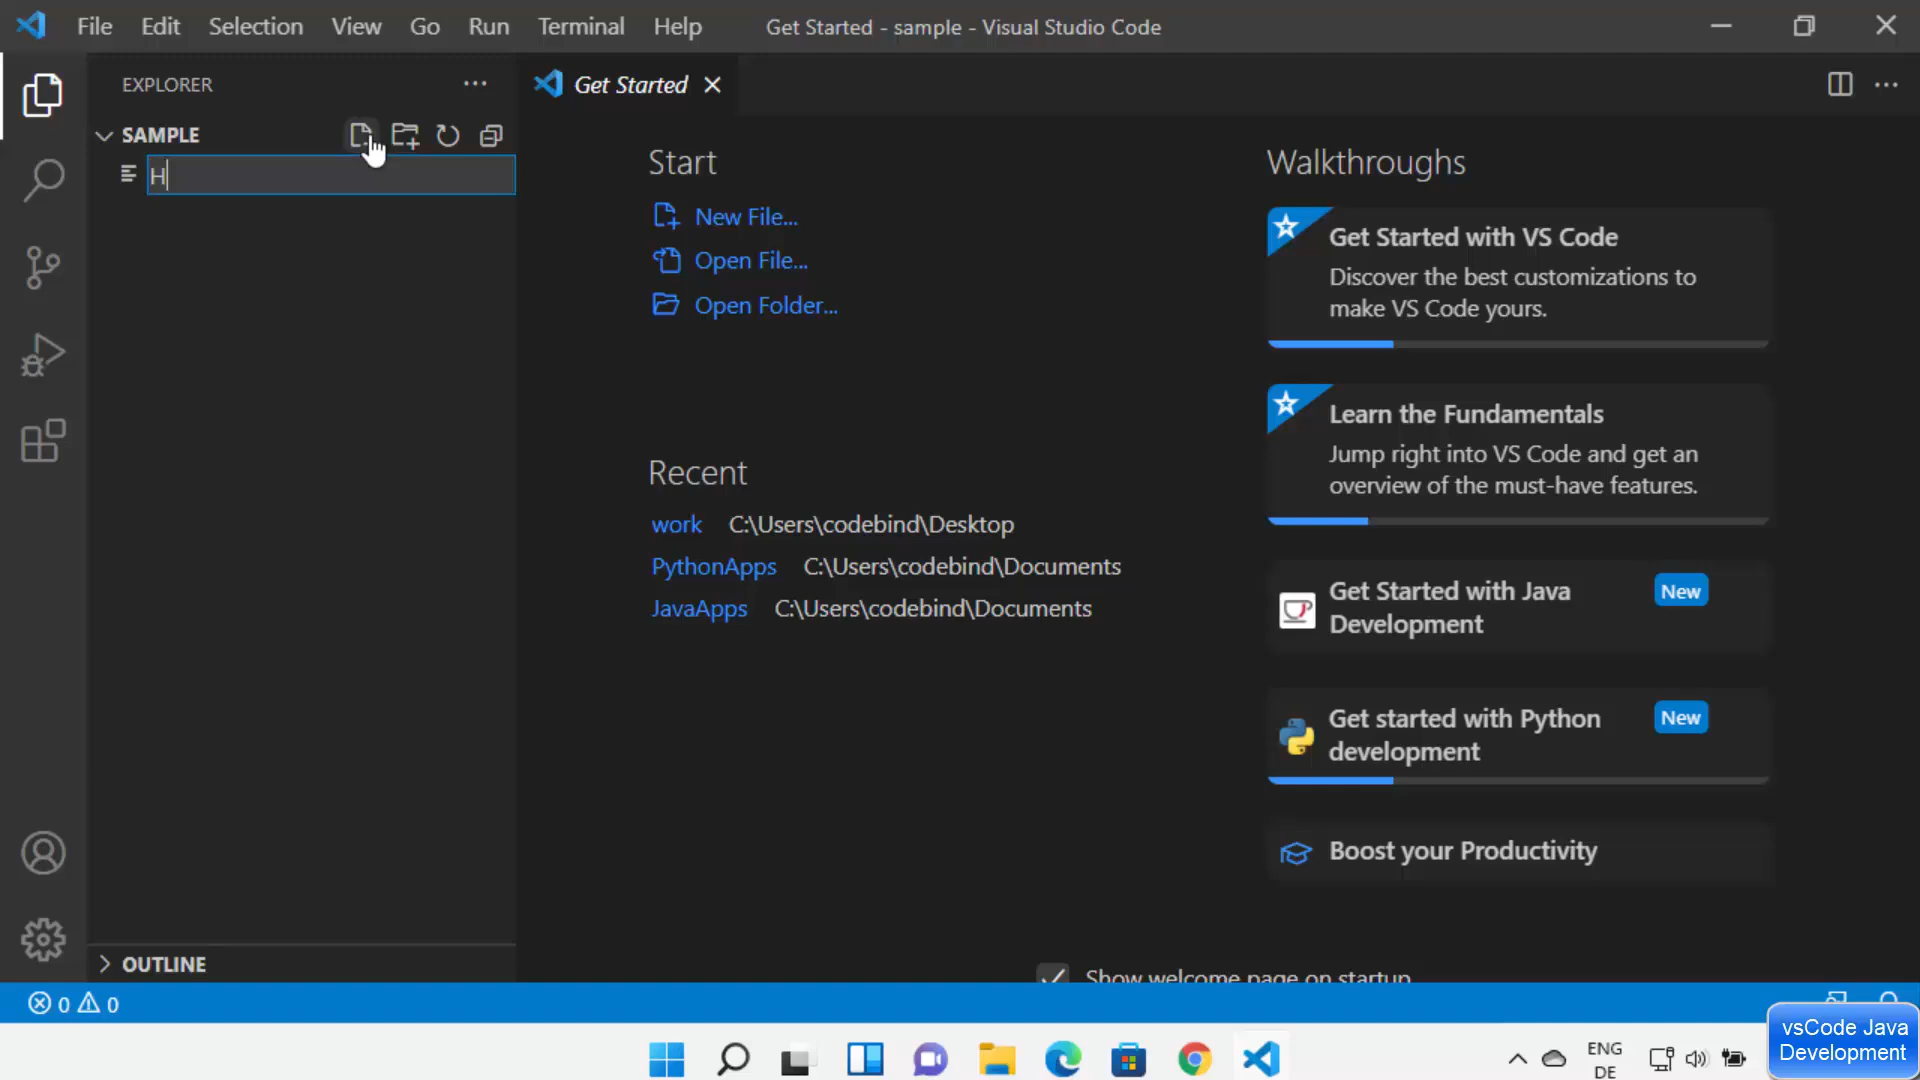 File Edit Selection View Go Run Terminal Help Get Started - sample - Visual Studio Code
EXPLORER
Get Started
SAMPLE
H
Start
New File...
Open File...
Open Folder...
Recent
work C:\Users\codebind\Desktop
PythonApps C:\Users\codebind\Documents
JavaApps C:\Users\codebind\Documents
Walkthroughs
Get Started with VS Code
Discover the best customizations to
make VS Code yours.
Learn the Fundamentals
Jump right into VS Code and get an
overview of the must-have features.
Get Started with Java
Development
New
Get started with Python
development
New
Boost your Productivity
Show welcome page on startup
OUTLINE
0 0
ENG
DE
vsCode Java
Development